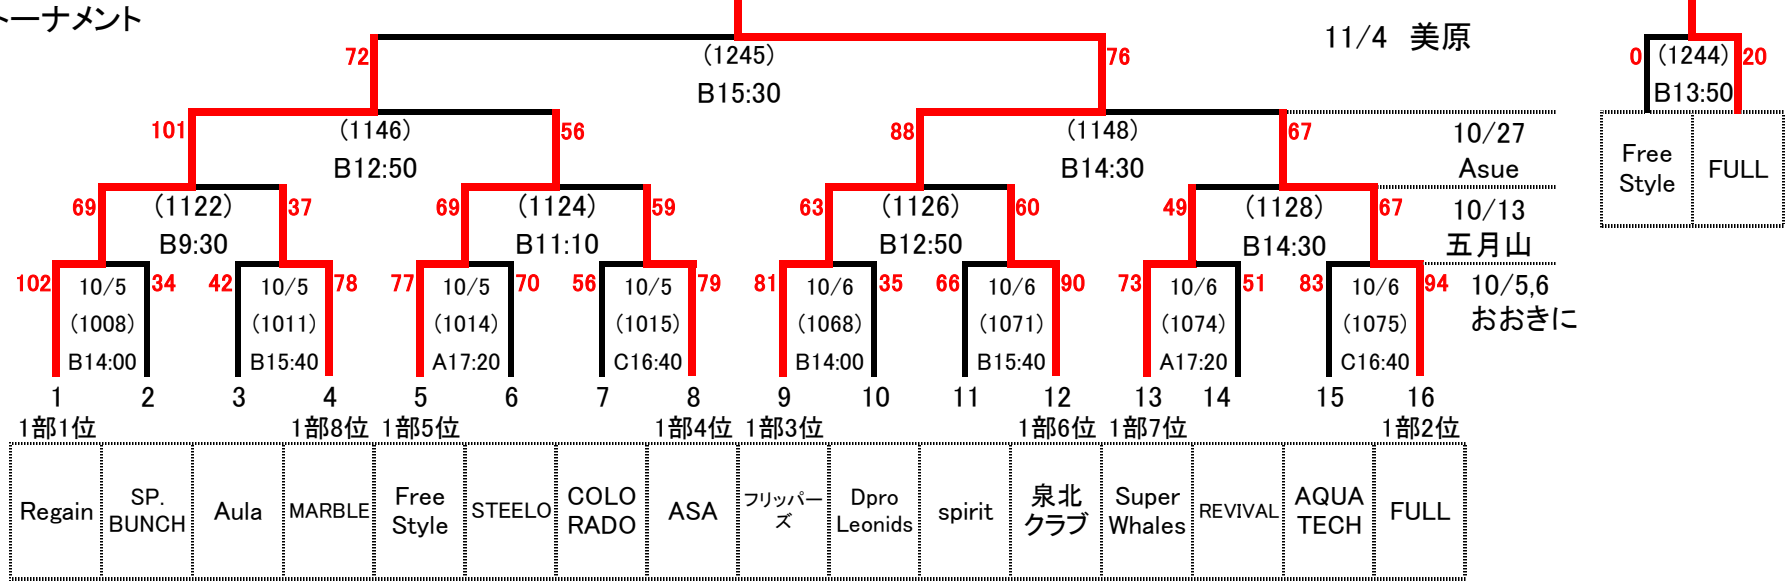 トーナメント
11/4 美原
72 (1245) 76
B15:30
0 (1244) 20
B13:50
Free Style
FULL
101 (1146) 56
B12:50
88 (1148) 67
B14:30
10/27
Asue
69 (1122) 37
B9:30
69 (1124) 59
B11:10
63 (1126) 60
B12:50
49 (1128) 67
B14:30
10/13
五月山
102 10/5 34
(1008)
B14:00
42 10/5 78
(1011)
B15:40
77 10/5 70
(1014)
A17:20
56 10/5 79
(1015)
C16:40
81 10/6 35
(1068)
B14:00
66 10/6 90
(1071)
B15:40
73 10/6 51
(1074)
A17:20
83 10/6 94
(1075)
C16:40
10/5,6
おおきに
1 2 3 4 5 6 7 8 9 10 11 12 13 14 15 16
1部1位 1部8位 1部5位 1部4位 1部3位 1部6位 1部7位 1部2位
Regain
SP.
BUNCH
Aula
MARBLE
Free
Style
STEELO
COLO
RADO
ASA
フリッパー
ズ
Dpro
Leonids
spirit
泉北
クラブ
Super
Whales
REVIVAL
AQUA
TECH
FULL